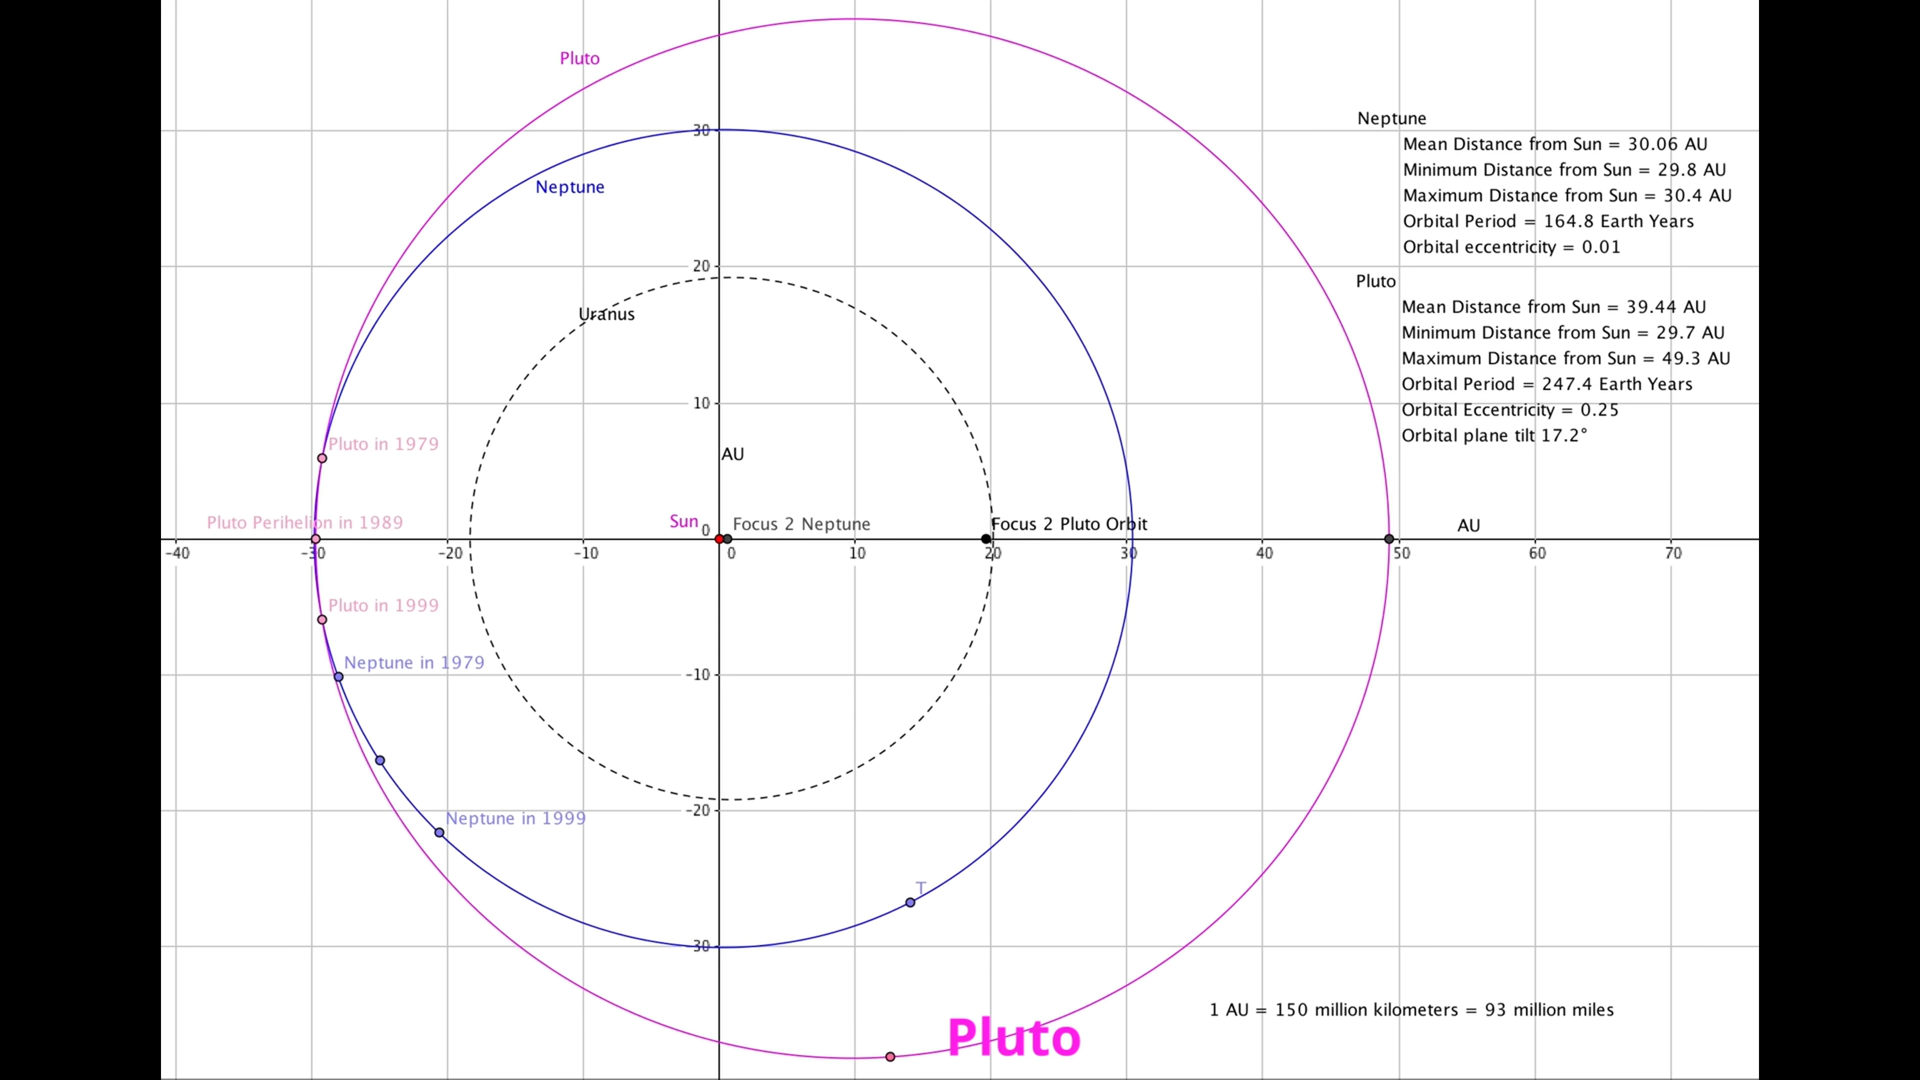 Pluto
Neptune
Mean Distance from Sun = 30.06 AU
Minimum Distance from Sun = 29.8 AU
Maximum Distance from Sun = 30.4 AU
Orbital Period = 164.8 Earth Years
Orbital eccentricity = 0.01
30
Neptune
20
Pluto
Mean Distance from Sun = 39.44 AU
Minimum Distance from Sun = 29.7 AU
Maximum Distance from Sun = 49.3 AU
Orbital Period = 247.4 Earth Years
Orbital Eccentricity = 0.25
Orbital plane tilt 17.2°
Uranus
10
Pluto in 1979
AU
Pluto Perihelion in 1989
Sun
0
Focus 2 Neptune
Focus 2 Pluto Orbit
AU
-40 -30 -20 -10 0 10 20 30 40 50 60 70
Pluto in 1999
Neptune in 1979
-10
-20
Neptune in 1999
T
-30
1 AU = 150 million kilometers = 93 million miles
Pluto